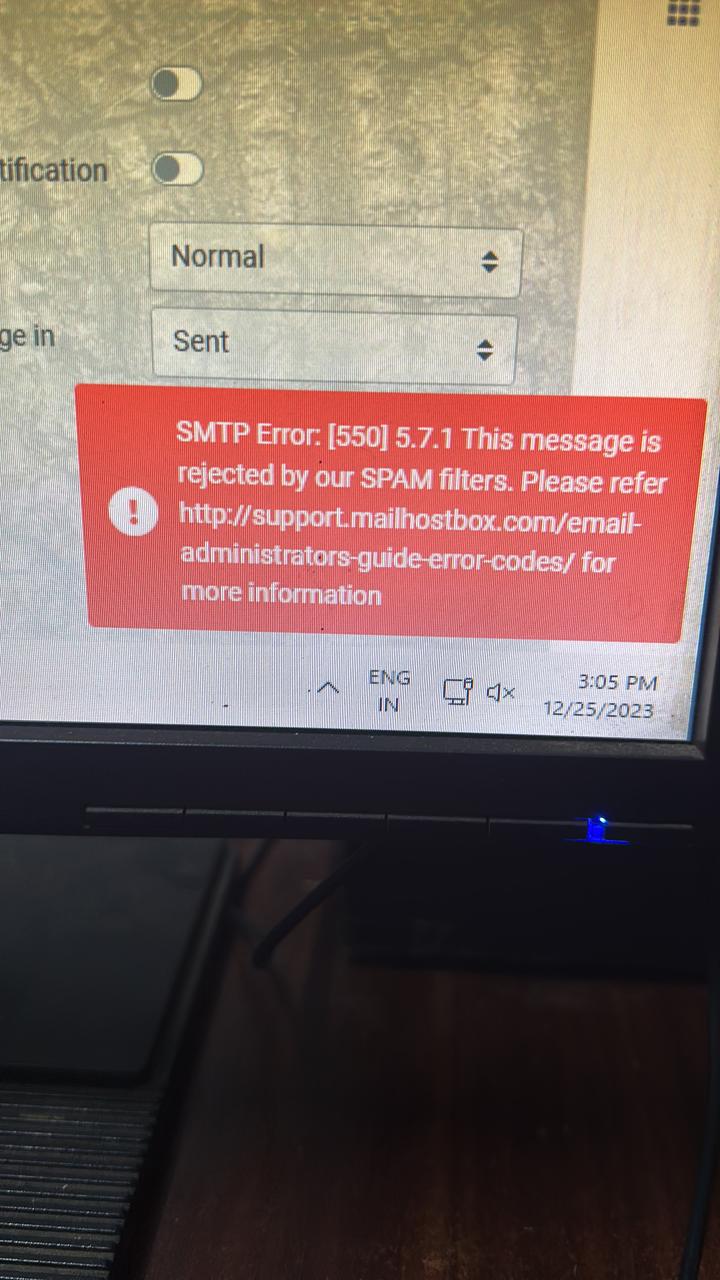 tification
Normal
ge in
Sent
SMTP Error: [550] 5.7.1 This message is
rejected by our SPAM filters. Please refer
http://support.mailhostbox.com/email-
administrators-guide-error-codes/ for
more information
ENG
IN
3:05 PM
12/25/2023